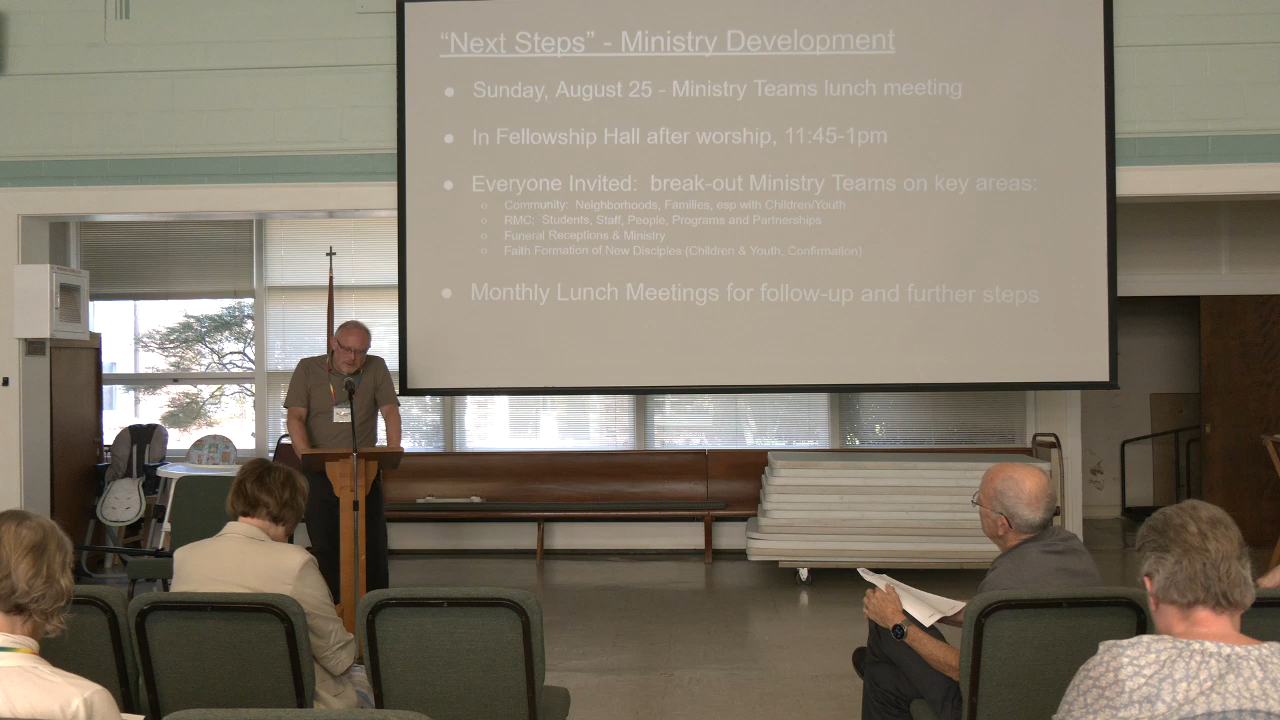 “Next Steps” - Ministry Development
● Sunday, August 25 - Ministry Teams lunch meeting
● In Fellowship Hall after worship, 11:45-1pm
● Everyone Invited: break-out Ministry Teams on key areas:
○ Community: Neighborhoods, Families, esp with Children/Youth
○ RMC: Students, Staff, People, Programs and Partnerships
○ Funeral Receptions & Ministry
○ Faith Formation of New Disciples (Children & Youth, Confirmation)
● Monthly Lunch Meetings for follow-up and further steps